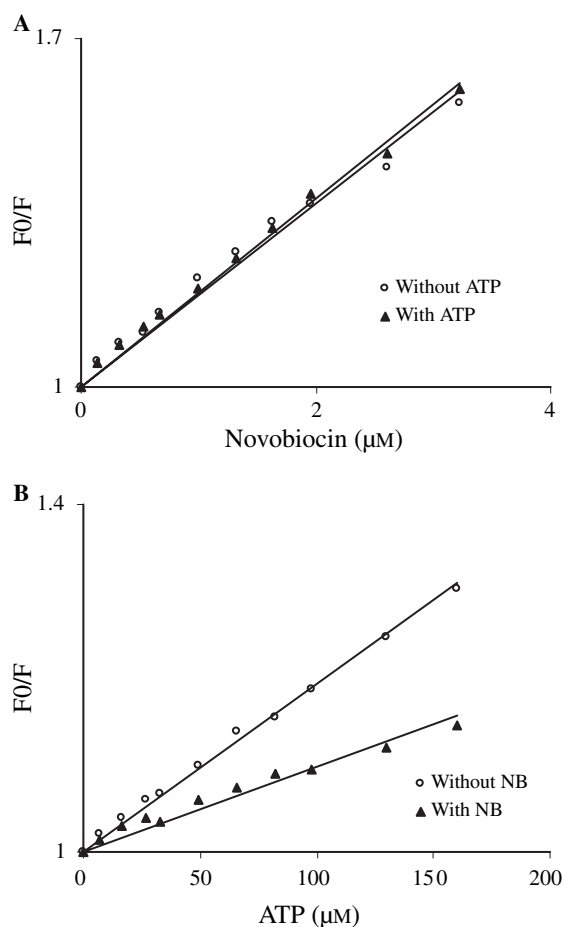 A
1.7
F0/F
Without ATP
With ATP
1
0
2
4
Novobiocin (µM)
B
1.4
F0/F
Without NB
With NB
1
0
50
100
150
200
ATP (µM)